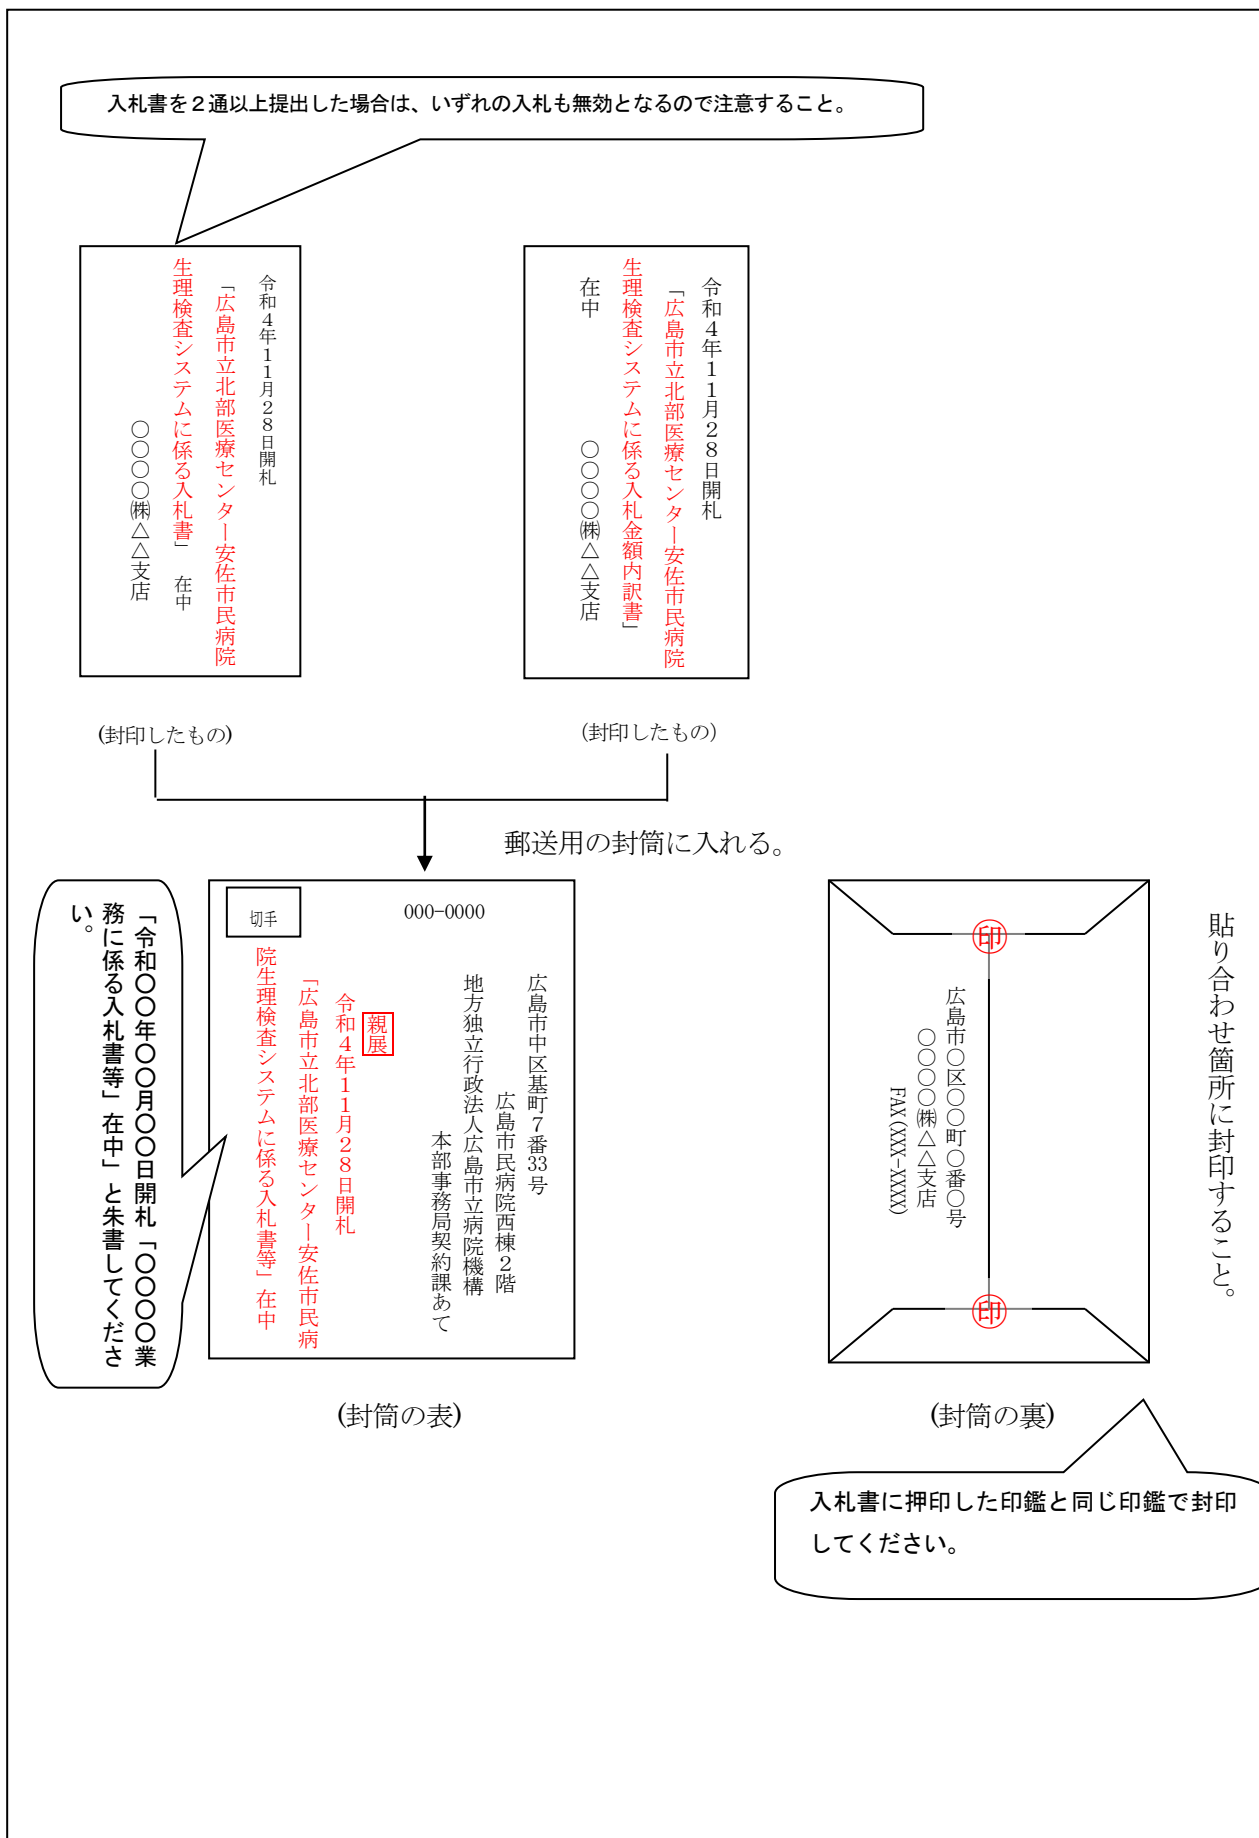 入札書を２通以上提出した場合は、いずれの入札も無効となるので注意すること。
令和４年１１月２８日開札
「広島市立北部医療センター安佐市民病院
生理検査システムに係る入札書」　在中
〇〇〇〇㈱△△支店
令和４年１１月２８日開札
「広島市立北部医療センター安佐市民病院
生理検査システムに係る入札金額内訳書」
在中　　　　〇〇〇〇㈱△△支店
(封印したもの)
(封印したもの)
郵送用の封筒に入れる。
「令和〇〇年〇〇月〇〇日開札「〇〇〇〇業
務に係る入札書等」在中」と朱書してくださ
い。
切手
000-0000
広島市中区基町７番33号
広島市民病院西棟２階
地方独立行政法人広島市立病院機構
本部事務局契約課あて
親展
令和４年１１月２８日開札
「広島市立北部医療センター安佐市民病
院生理検査システムに係る入札書等」在中
(封筒の表)
貼り合わせ箇所に封印すること。
印
広島市〇区〇〇町〇番〇号
〇〇〇〇㈱△△支店
FAX(XXX-XXXX)
印
(封筒の裏)
入札書に押印した印鑑と同じ印鑑で封印
してください。